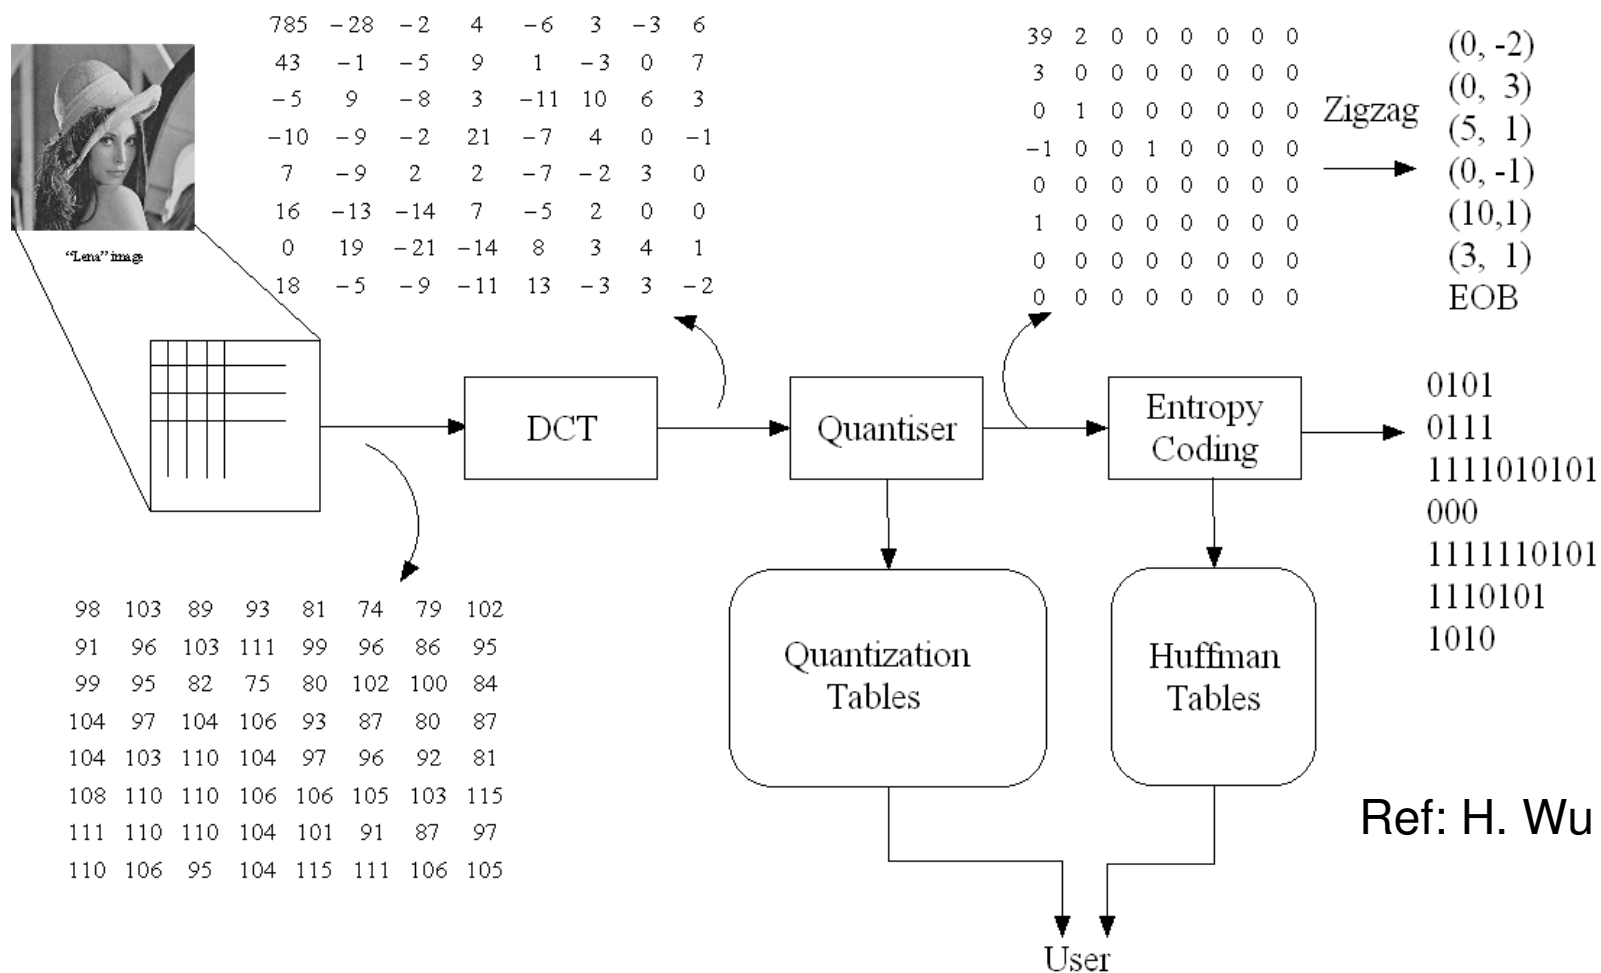 785 −28 −2 4 −6 3 −3 6
43 −1 −5 9 1 −3 0 7
−5 9 −8 3 −11 10 6 3
−10 −9 −2 21 −7 4 0 −1
7 −9 2 2 −7 −2 3 0
16 −13 −14 7 −5 2 0 0
0 19 −21 −14 8 3 4 1
18 −5 −9 −11 13 −3 3 −2
39 2 0 0 0 0 0 0
3 0 0 0 0 0 0 0
0 1 0 0 0 0 0 0
−1 0 0 1 0 0 0 0
0 0 0 0 0 0 0 0
1 0 0 0 0 0 0 0
0 0 0 0 0 0 0 0
0 0 0 0 0 0 0 0
Zigzag
(0, -2)
(0, 3)
(5, 1)
(0, -1)
(10,1)
(3, 1)
EOB
“Lena” image
DCT
Quantiser
Entropy
Coding
0101
0111
1111010101
000
1111110101
1110101
1010
98 103 89 93 81 74 79 102
91 96 103 111 99 96 86 95
99 95 82 75 80 102 100 84
104 97 104 106 93 87 80 87
104 103 110 104 97 96 92 81
108 110 110 106 106 105 103 115
111 110 110 104 101 91 87 97
110 106 95 104 115 111 106 105
Quantization
Tables
Huffman
Tables
Ref: H. Wu
User